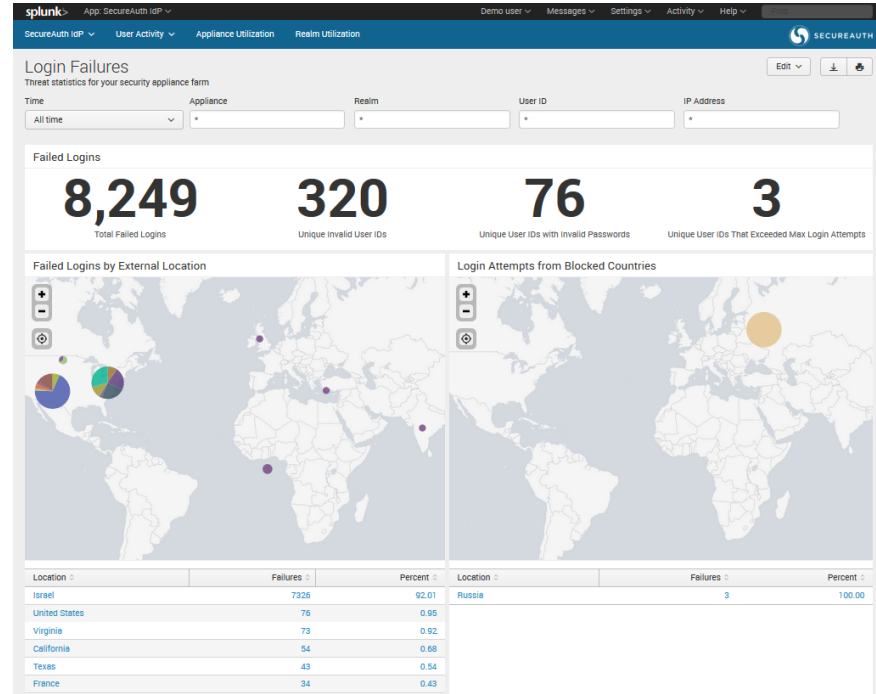 splunk> App: SecureAuth IdP Demo user Messages Settings Activity Help Find
SecureAuth IdP User Activity Appliance Utilization Realm Utilization SECUREAUTH
Login Failures Edit
Threat statistics for your security appliance farm
Time Appliance Realm User ID IP Address
All time * * * *
Failed Logins
8,249 320 76 3
Total Failed Logins Unique Invalid User IDs Unique User IDs with Invalid Passwords Unique User IDs That Exceeded Max Login Attempts
Failed Logins by External Location Login Attempts from Blocked Countries
+ +
− −
Location Failures Percent Location Failures Percent
Israel 7326 92.01 Russia 3 100.00
United States 76 0.95
Virginia 73 0.92
California 54 0.68
Texas 43 0.54
France 34 0.43